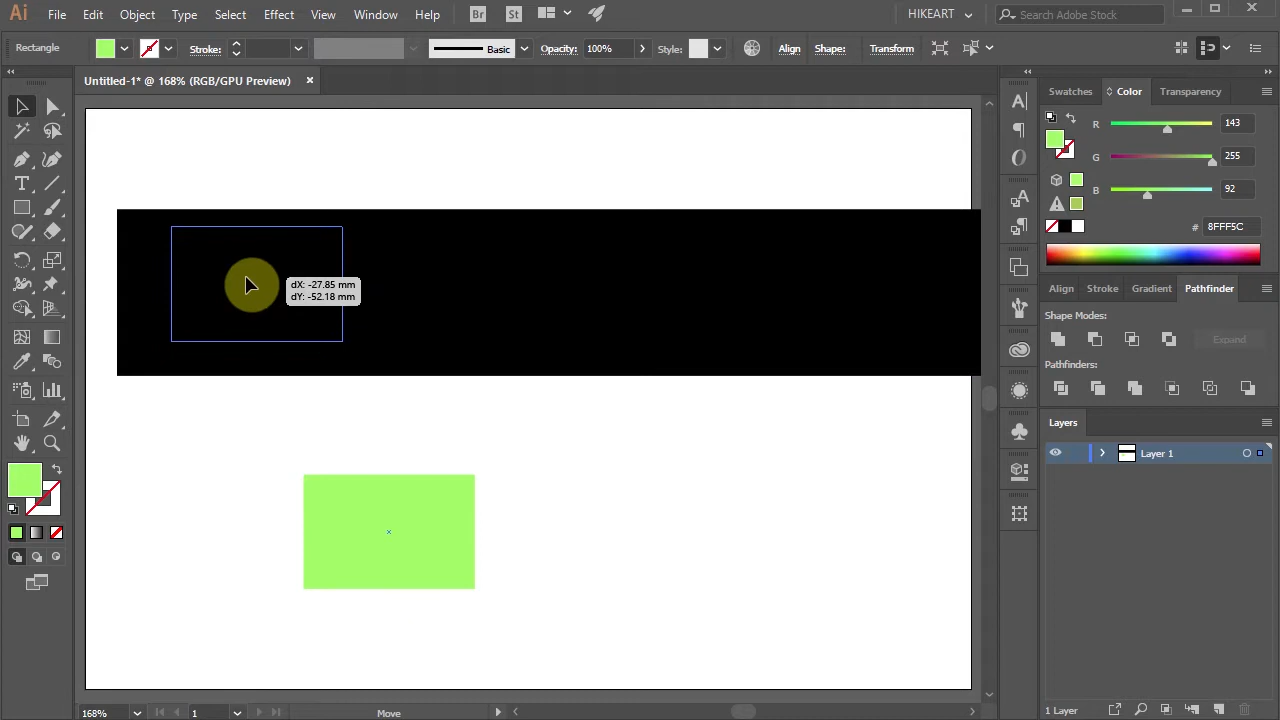 Ai File Edit Object Type Select Effect View Window Help Br St HIKEART Search Adobe Stock
Rectangle Stroke: Basic Opacity: 100% Style: Align Shape: Transform
Untitled-1* @ 168% (RGB/GPU Preview)
Swatches Color Transparency
R 143
G 255
B 92
# 8FFF5C
Align Stroke Gradient Pathfinder
Shape Modes:
Expand
Pathfinders:
dX: -27.85 mm
dY: -52.18 mm
Layers
Layer 1
1 Layer
168% 1 Move